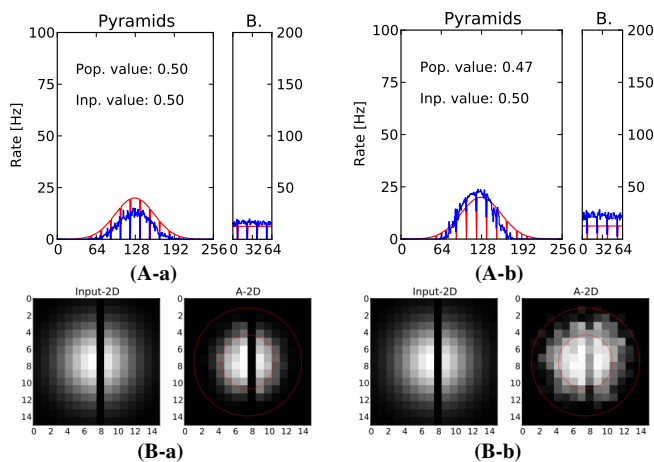 Pyramids B.
100 200
Pop. value: 0.50
Inp. value: 0.50
75 150
Rate [Hz]
50 100
25 50
0
0 64 128 192 256 0 32 64
(A-a)
Pyramids B.
100 200
Pop. value: 0.47
Inp. value: 0.50
75 150
Rate [Hz]
50 100
25 50
0
0 64 128 192 256 0 32 64
(A-b)
Input-2D A-2D
0
2
4
6
8
10
12
14
0 2 4 6 8 10 12 14
0 2 4 6 8 10 12 14
(B-a)
Input-2D A-2D
0
2
4
6
8
10
12
14
0 2 4 6 8 10 12 14
0 2 4 6 8 10 12 14
(B-b)